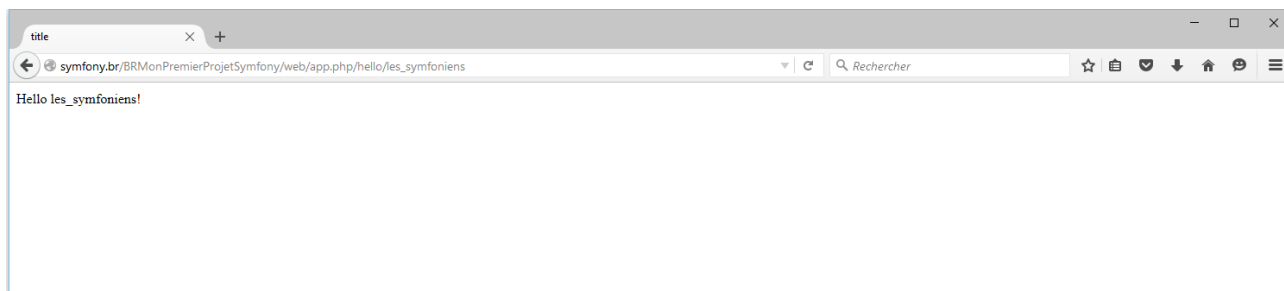 title
symfony.br/BRMonPremierProjetSymfony/web/app.php/hello/les_symfoniens
Rechercher
Hello les_symfoniens!